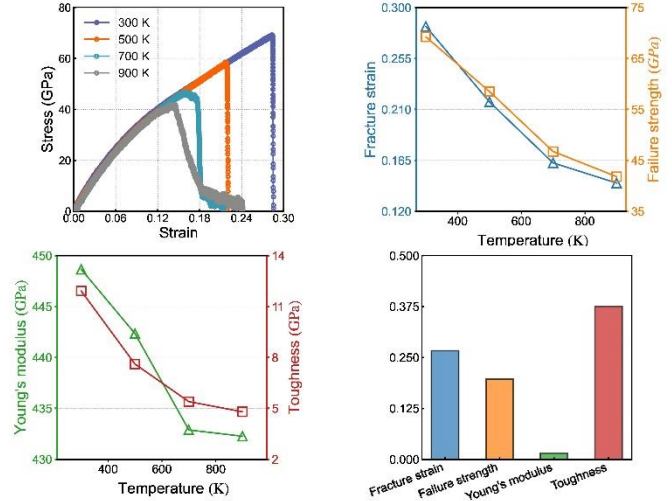 80
60
40
20
0
Stress (GPa)
300 K
500 K
700 K
900 K
0.00
0.06
0.12
0.18
0.24
0.30
Strain
0.300
0.255
0.210
0.185
0.120
Fracture strain
75
65
55
45
35
Failure strength (GPa)
400
600
800
Temperature (K)
450
445
440
435
430
Young's modulus (GPa)
14
11
8
5
2
Toughness (GPa)
400
600
800
Temperature (K)
0.500
0.375
0.250
0.125
0.000
Fracture strain
Failure strength
Young's modulus
Toughness